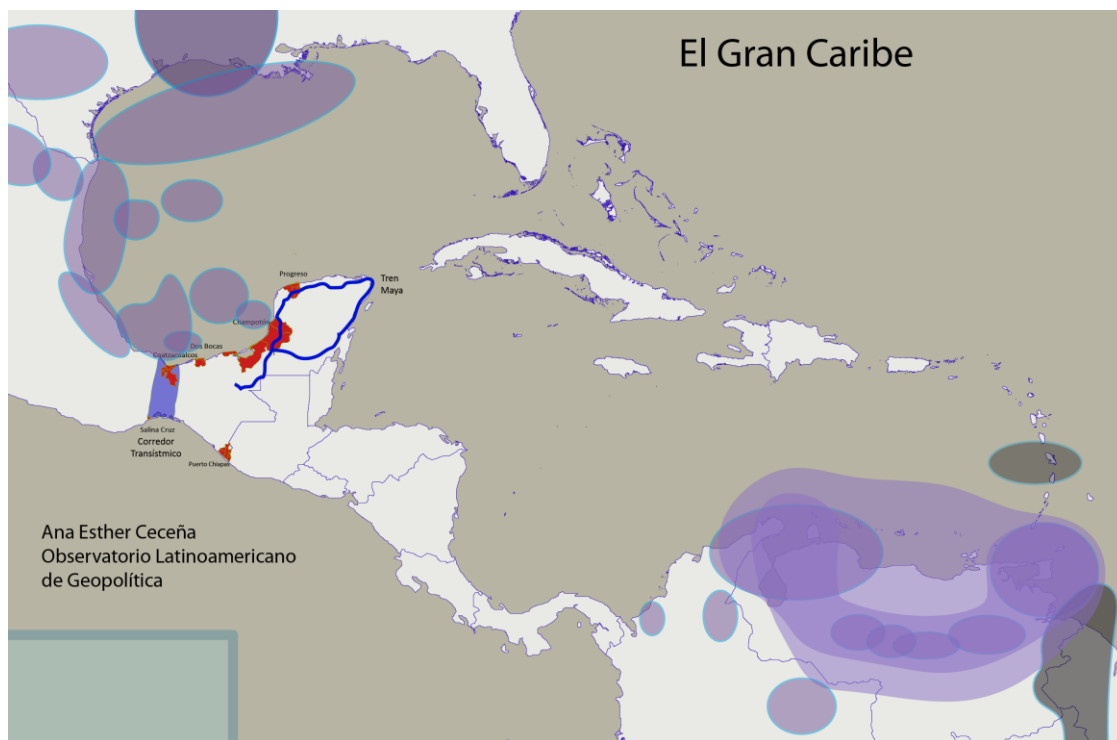 El Gran Caribe
Progreso
Tren
Maya
Champotón
Dos Bocas
Coatzacoalcos
Salina Cruz
Corredor
Transístmico
Puerto Chiapas
Ana Esther Ceceña
Observatorio Latinoamericano
de Geopolítica